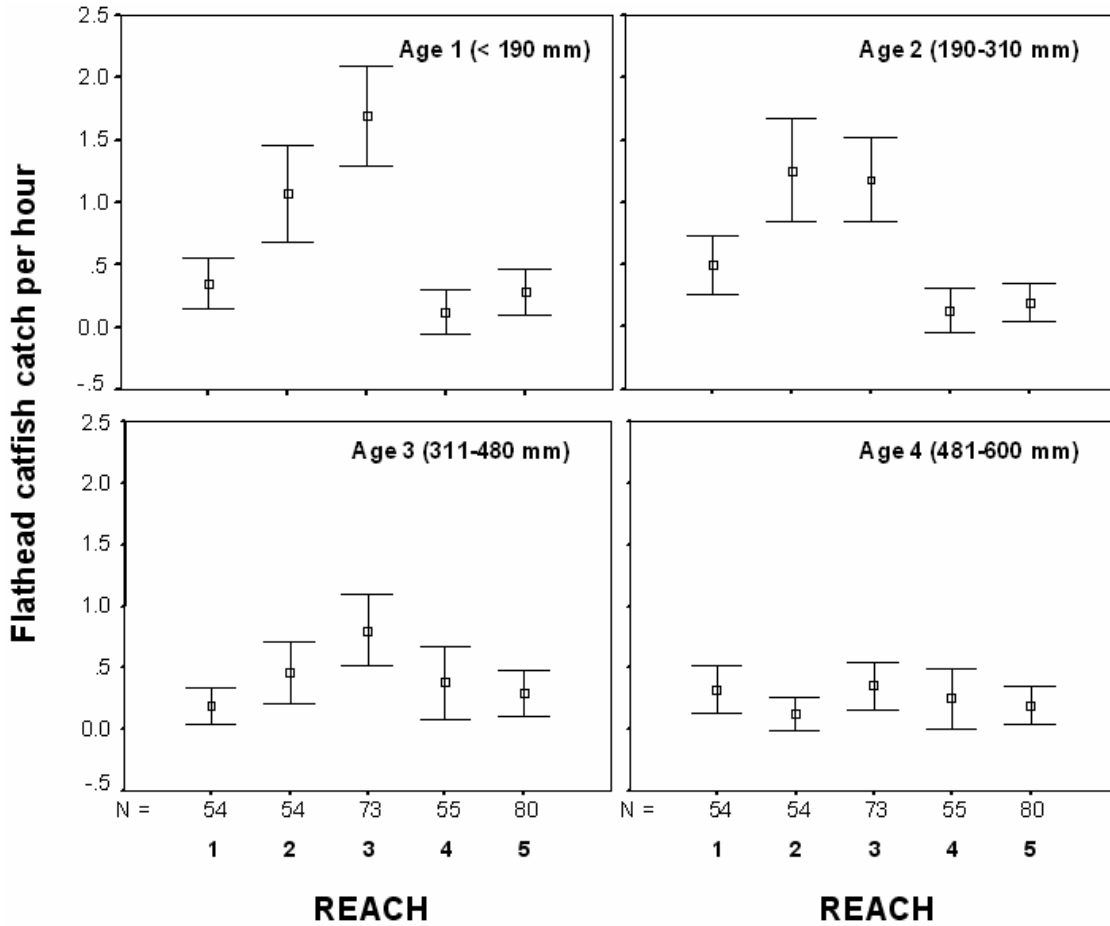 Flathead catfish catch per hour
2.5
2.0
1.5
1.0
.5
0.0
-.5
Age 1 (< 190 mm)
Age 2 (190-310 mm)
2.5
2.0
1.5
1.0
.5
0.0
-.5
Age 3 (311-480 mm)
Age 4 (481-600 mm)
N = 54 54 73 55 80 54 54 73 55 80
1 2 3 4 5 1 2 3 4 5
REACH REACH